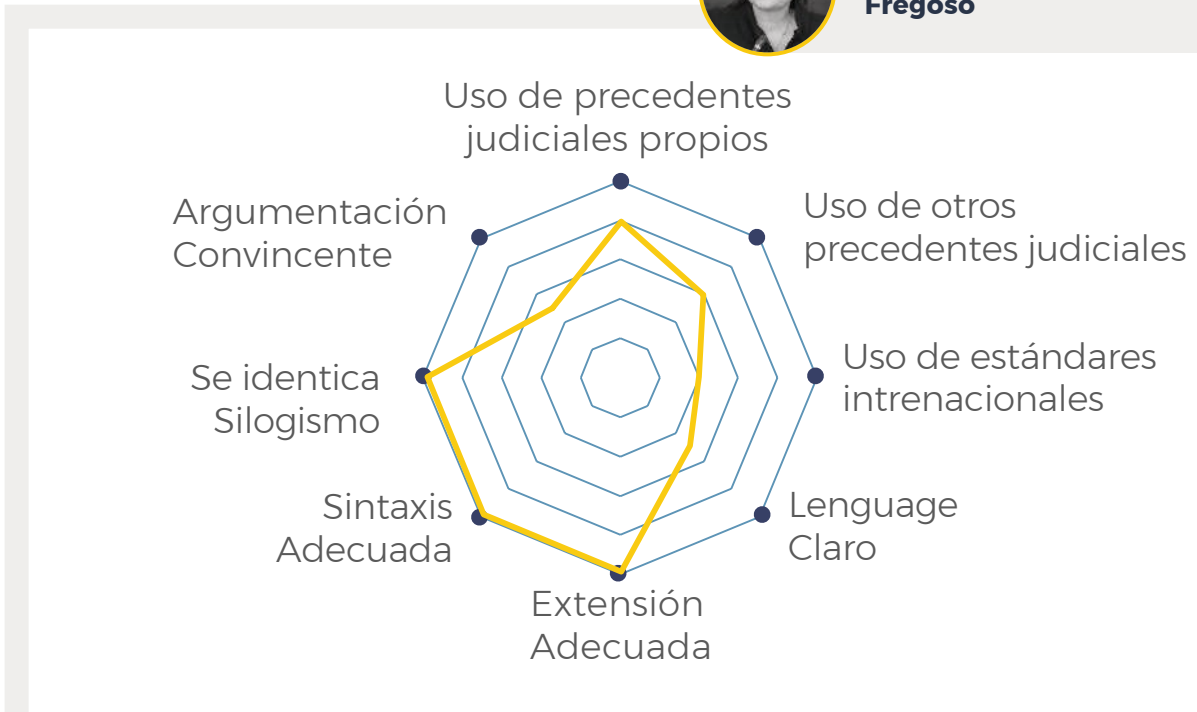 Fregoso
Uso de precedentes
judiciales propios
Argumentación
Convincente
Uso de otros
precedentes judiciales
Se identica
Silogismo
Uso de estándares
intrenacionales
Sintaxis
Adecuada
Lenguage
Claro
Extensión
Adecuada